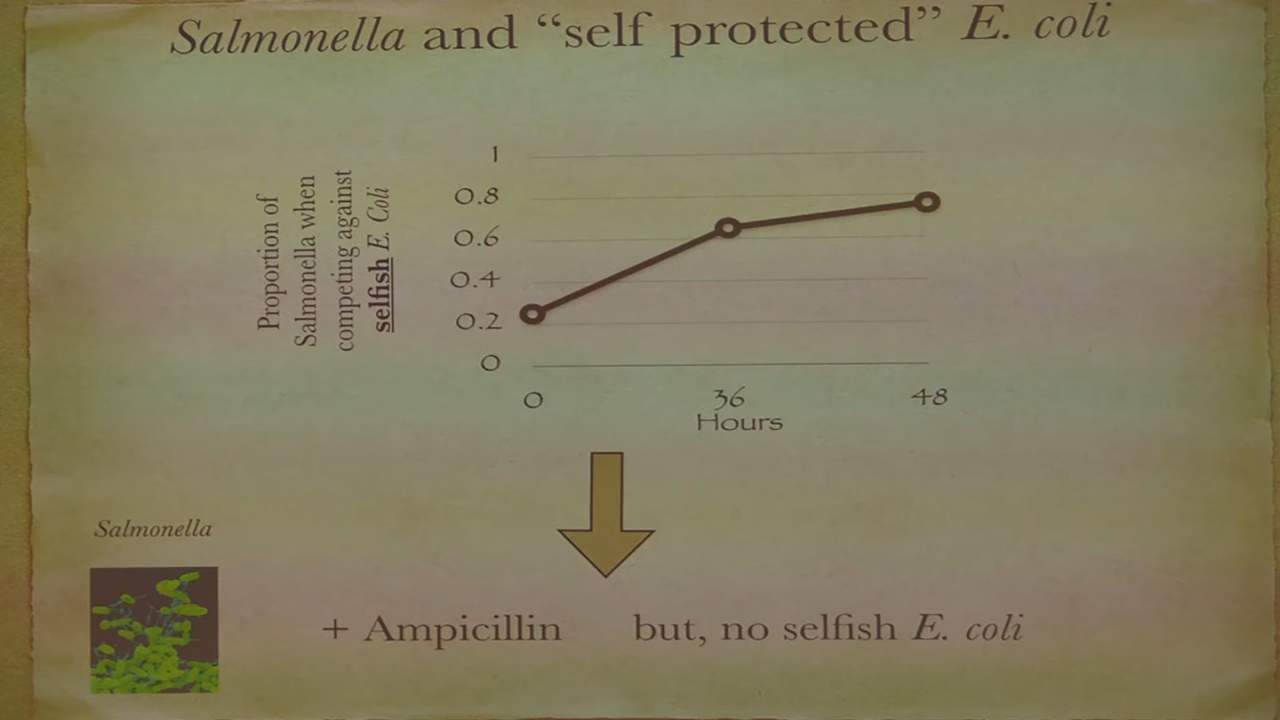 Salmonella and “self protected” E. coli
Proportion of
Salmonella when
competing against
selfish E. Coli
1
0.8
0.6
0.4
0.2
0
0
36
48
Hours
Salmonella
+ Ampicillin
but, no selfish E. coli